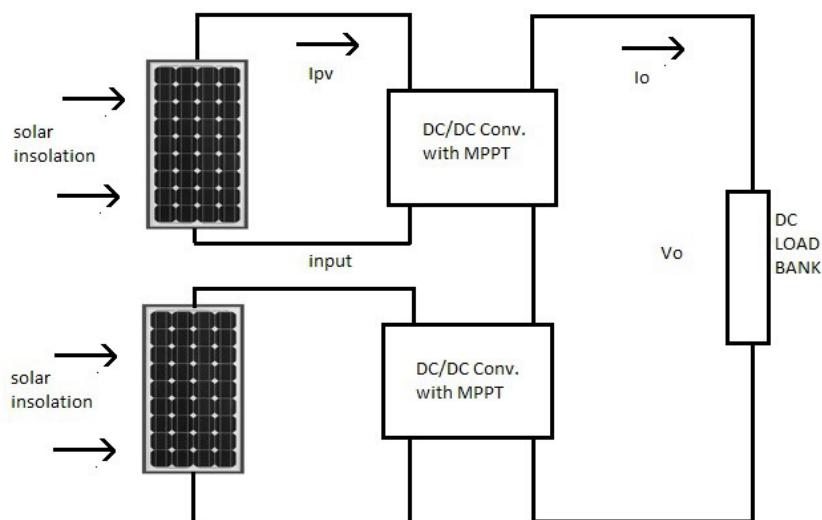 Ipv
Io
solar
insolation
DC/DC Conv.
with MPPT
input
Vo
DC
LOAD
BANK
solar
insolation
DC/DC Conv.
with MPPT